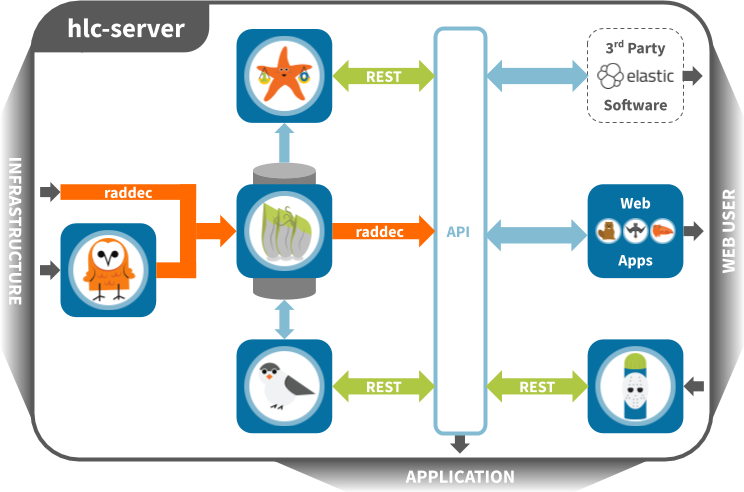 hlc-server
REST
3rd Party
elastic
Software
INFRASTRUCTURE
raddec
raddec
API
Web
Apps
WEB USER
REST
REST
APPLICATION